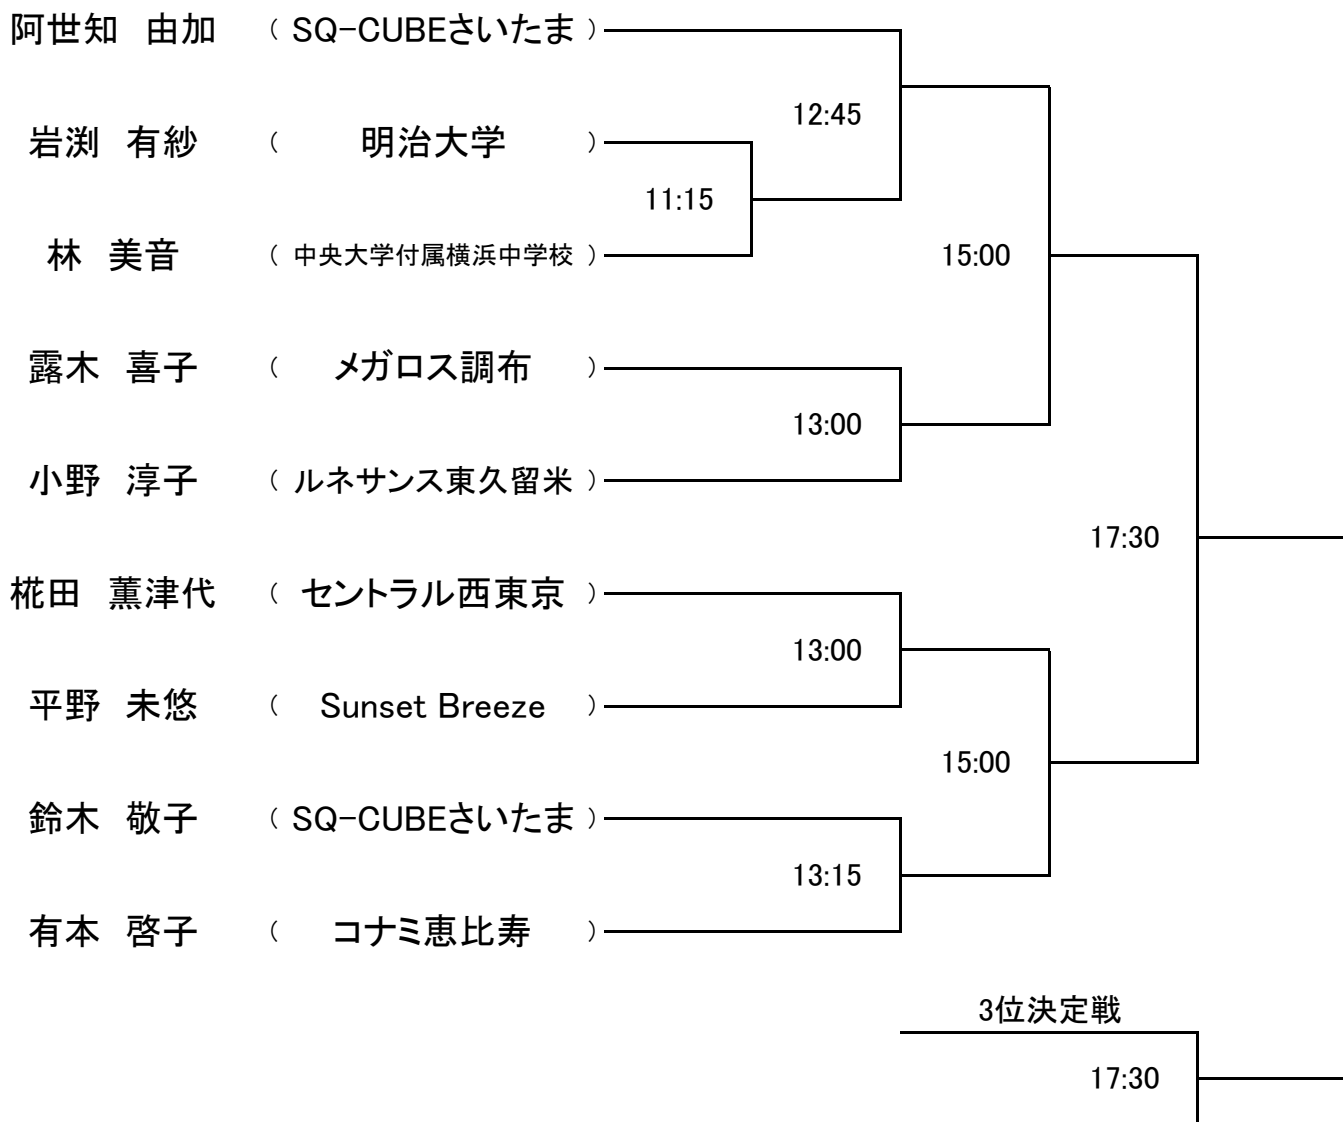 阿世知 由加 ( SQ-CUBEさいたま )
12:45
岩渕 有紗 ( 明治大学 )
11:15
林 美音 ( 中央大学付属横浜中学校 )
15:00
露木 喜子 ( メガロス調布 )
13:00
小野 淳子 ( ルネサンス東久留米 )
17:30
椛田 薫津代 ( セントラル西東京 )
13:00
平野 未悠 ( Sunset Breeze )
15:00
鈴木 敬子 ( SQ-CUBEさいたま )
13:15
有本 啓子 ( コナミ恵比寿 )
3位決定戦
17:30